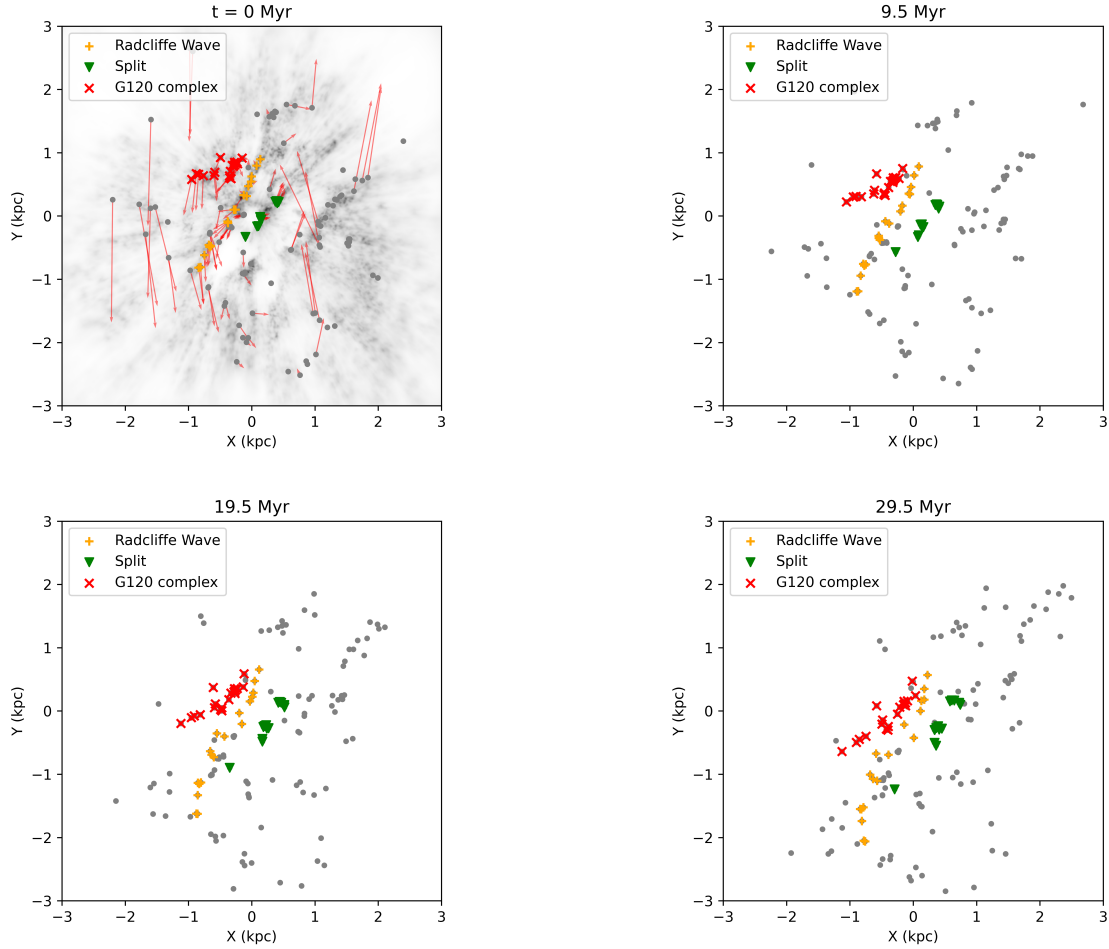 t = 0 Myr
Radcliffe Wave
Split
G120 complex
3
2
1
0
−1
−2
−3
Y (kpc)
−3 −2 −1 0 1 2 3
X (kpc)
9.5 Myr
Radcliffe Wave
Split
G120 complex
3
2
1
0
−1
−2
−3
Y (kpc)
−3 −2 −1 0 1 2 3
X (kpc)
19.5 Myr
Radcliffe Wave
Split
G120 complex
3
2
1
0
−1
−2
−3
Y (kpc)
−3 −2 −1 0 1 2 3
X (kpc)
29.5 Myr
Radcliffe Wave
Split
G120 complex
3
2
1
0
−1
−2
−3
Y (kpc)
−3 −2 −1 0 1 2 3
X (kpc)